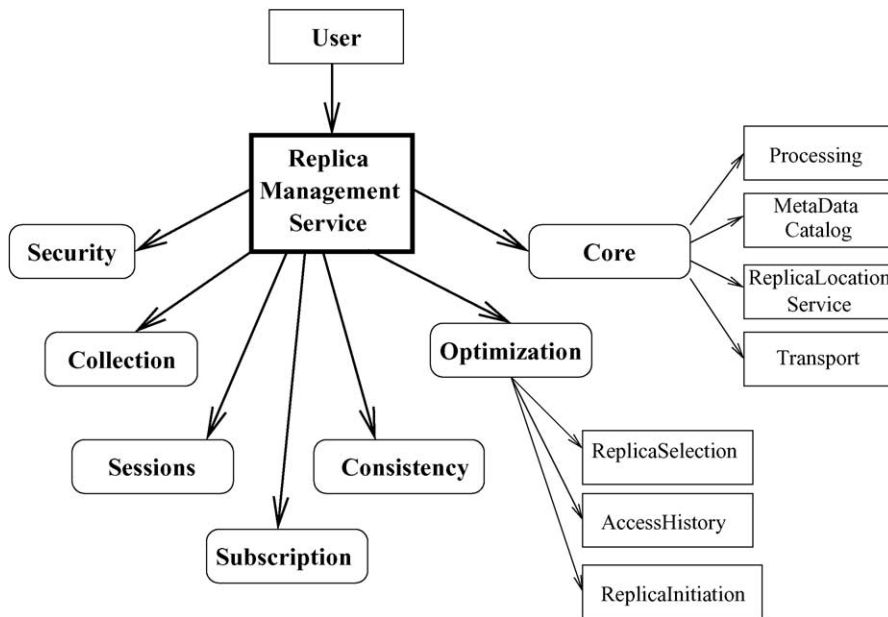 User
Replica
Management
Service
Processing
MetaData
Catalog
Security
Core
ReplicaLocation
Service
Collection
Optimization
Transport
Sessions
Consistency
ReplicaSelection
AccessHistory
Subscription
ReplicaInitiation